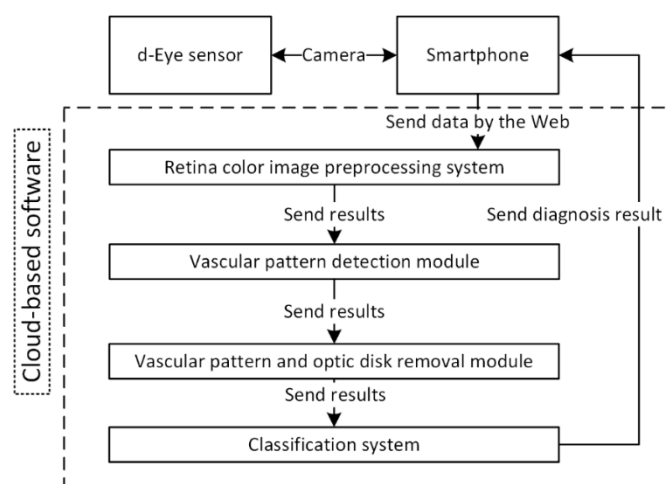 d-Eye sensor
Camera
Smartphone
Send data by the Web
Retina color image preprocessing system
Send results
Send diagnosis result
Vascular pattern detection module
Send results
Vascular pattern and optic disk removal module
Send results
Classification system
Cloud-based software